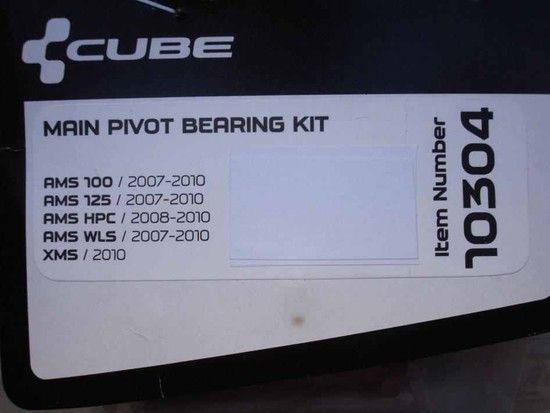 CUBE
MAIN PIVOT BEARING KIT
AMS 100 / 2007-2010
AMS 125 / 2007-2010
AMS HPC / 2008-2010
AMS WLS / 2007-2010
XMS / 2010
Item Number
10304